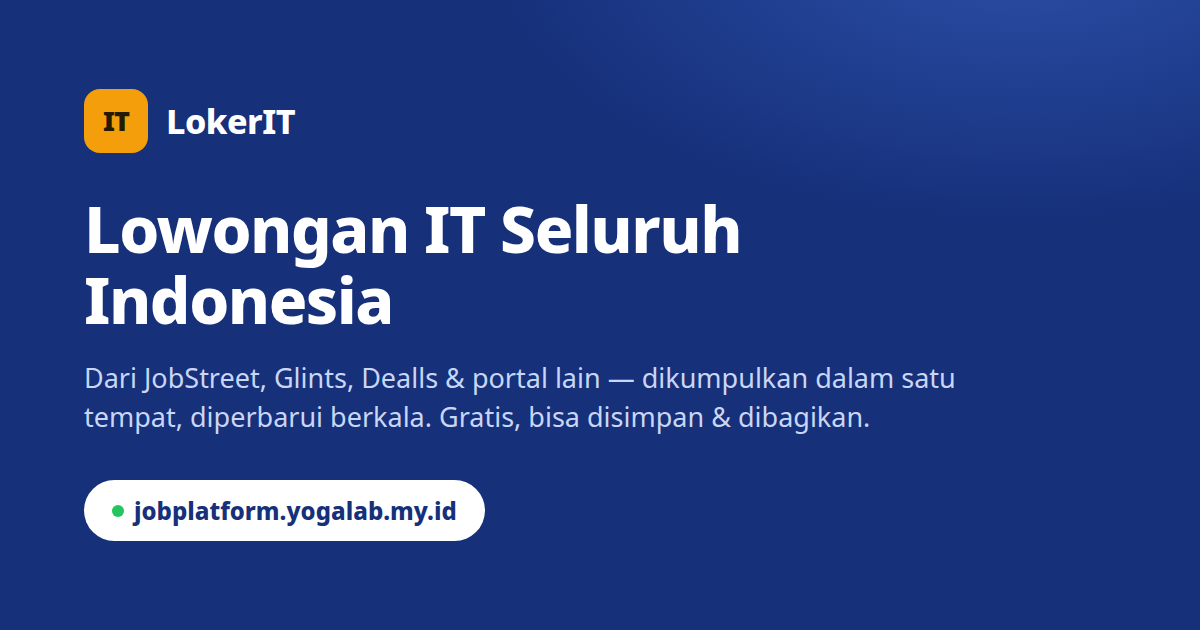 IT
LokerIT
Lowongan IT Seluruh
Indonesia
Dari JobStreet, Glints, Dealls & portal lain — dikumpulkan dalam satu
tempat, diperbarui berkala. Gratis, bisa disimpan & dibagikan.
jobplatform.yogalab.my.id